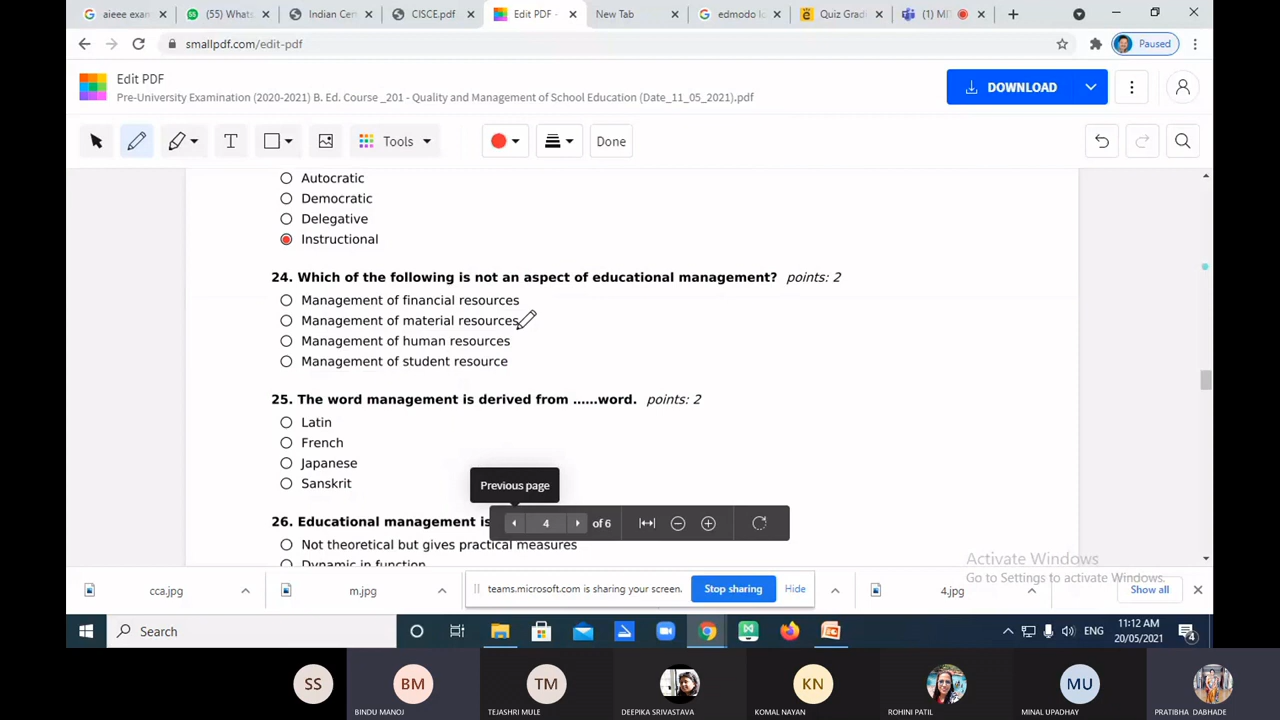 aieee exam
(55) Whats
Indian Cert
CISCE.pdf
Edit PDF -
New Tab
edmodo lo
Quiz Gradi
(1) MI
smallpdf.com/edit-pdf
Paused
Edit PDF
Pre-University Examination (2020-2021) B. Ed. Course _201 - Quality and Management of School Education (Date_11_05_2021).pdf
DOWNLOAD
T
Tools
Done
Autocratic
Democratic
Delegative
Instructional
24. Which of the following is not an aspect of educational management? points: 2
Management of financial resources
Management of material resources
Management of human resources
Management of student resource
25. The word management is derived from ......word. points: 2
Latin
French
Japanese
Sanskrit
Previous page
26. Educational management is
4 of 6
Not theoretical but gives practical measures
Dynamic in function
Activate Windows
Go to Settings to activate Windows.
cca.jpg
m.jpg
teams.microsoft.com is sharing your screen.
Stop sharing
Hide
4.jpg
Show all
Search
ENG
11:12 AM
20/05/2021
4
SS
BM
TM
KN
MU
BINDU MANOJ
TEJASHRI MULE
DEEPIKA SRIVASTAVA
KOMAL NAYAN
ROHINI PATIL
MINAL UPADHAY
PRATIBHA DABHADE